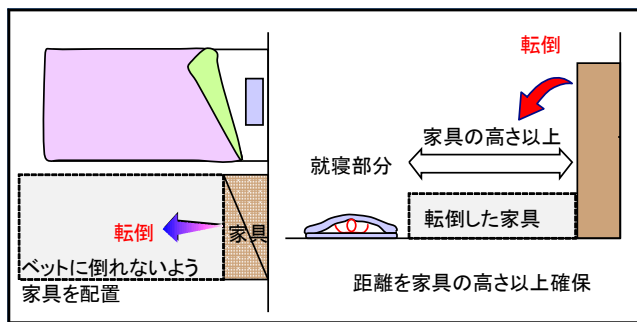 転倒
家具
ベットに倒れないよう
家具を配置
転倒
家具の高さ以上
就寝部分
転倒した家具
距離を家具の高さ以上確保